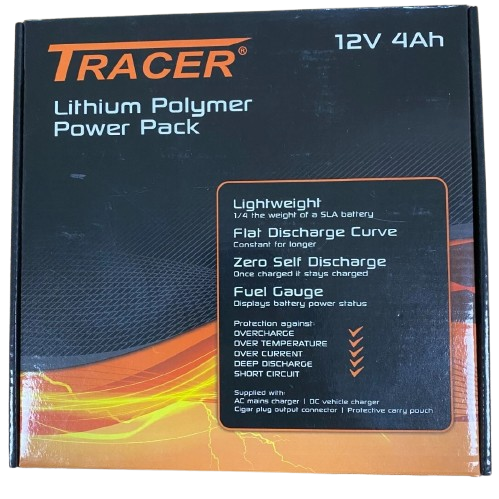 TRACER®
12V 4Ah
Lithium Polymer
Power Pack
Lightweight
1/4 the weight of a SLA battery
Flat Discharge Curve
Constant for longer
Zero Self Discharge
Once charged it stays charged
Fuel Gauge
Displays battery power status
Protection against:
OVERCHARGE
OVER TEMPERATURE
OVER CURRENT
DEEP DISCHARGE
SHORT CIRCUIT
Supplied with:
AC mains charger | DC vehicle charger
Cigar plug output connector | Protective carry pouch